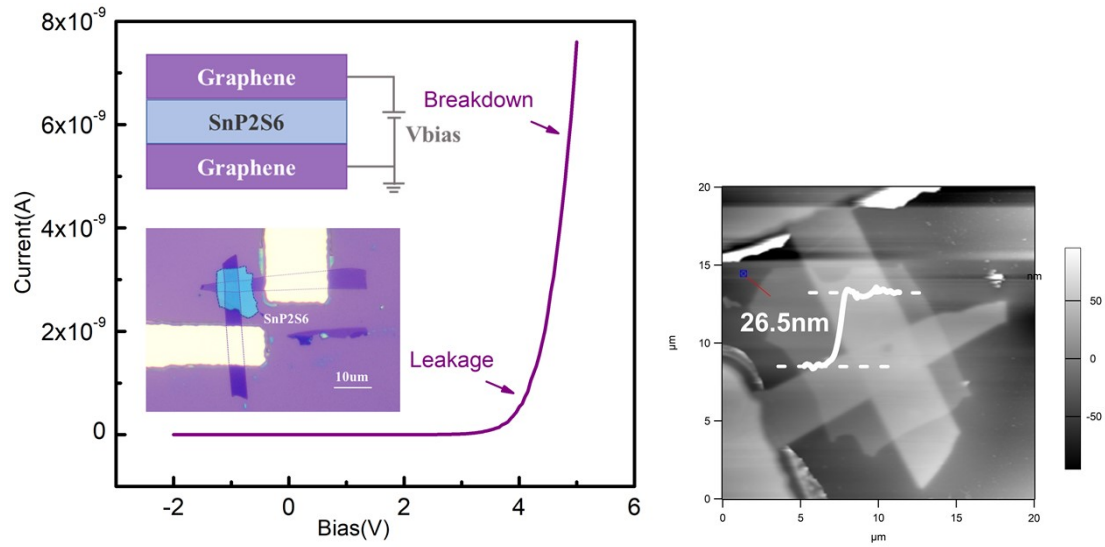 8x10-9
6x10-9
4x10-9
2x10-9
0
Current(A)
-2
0
2
4
6
Bias(V)
Graphene
SnP2S6
Graphene
Vbias
Breakdown
Leakage
SnP2S6
10um
20
15
10
5
0
µm
0
5
10
15
20
µm
26.5nm
nm
50
0
-50